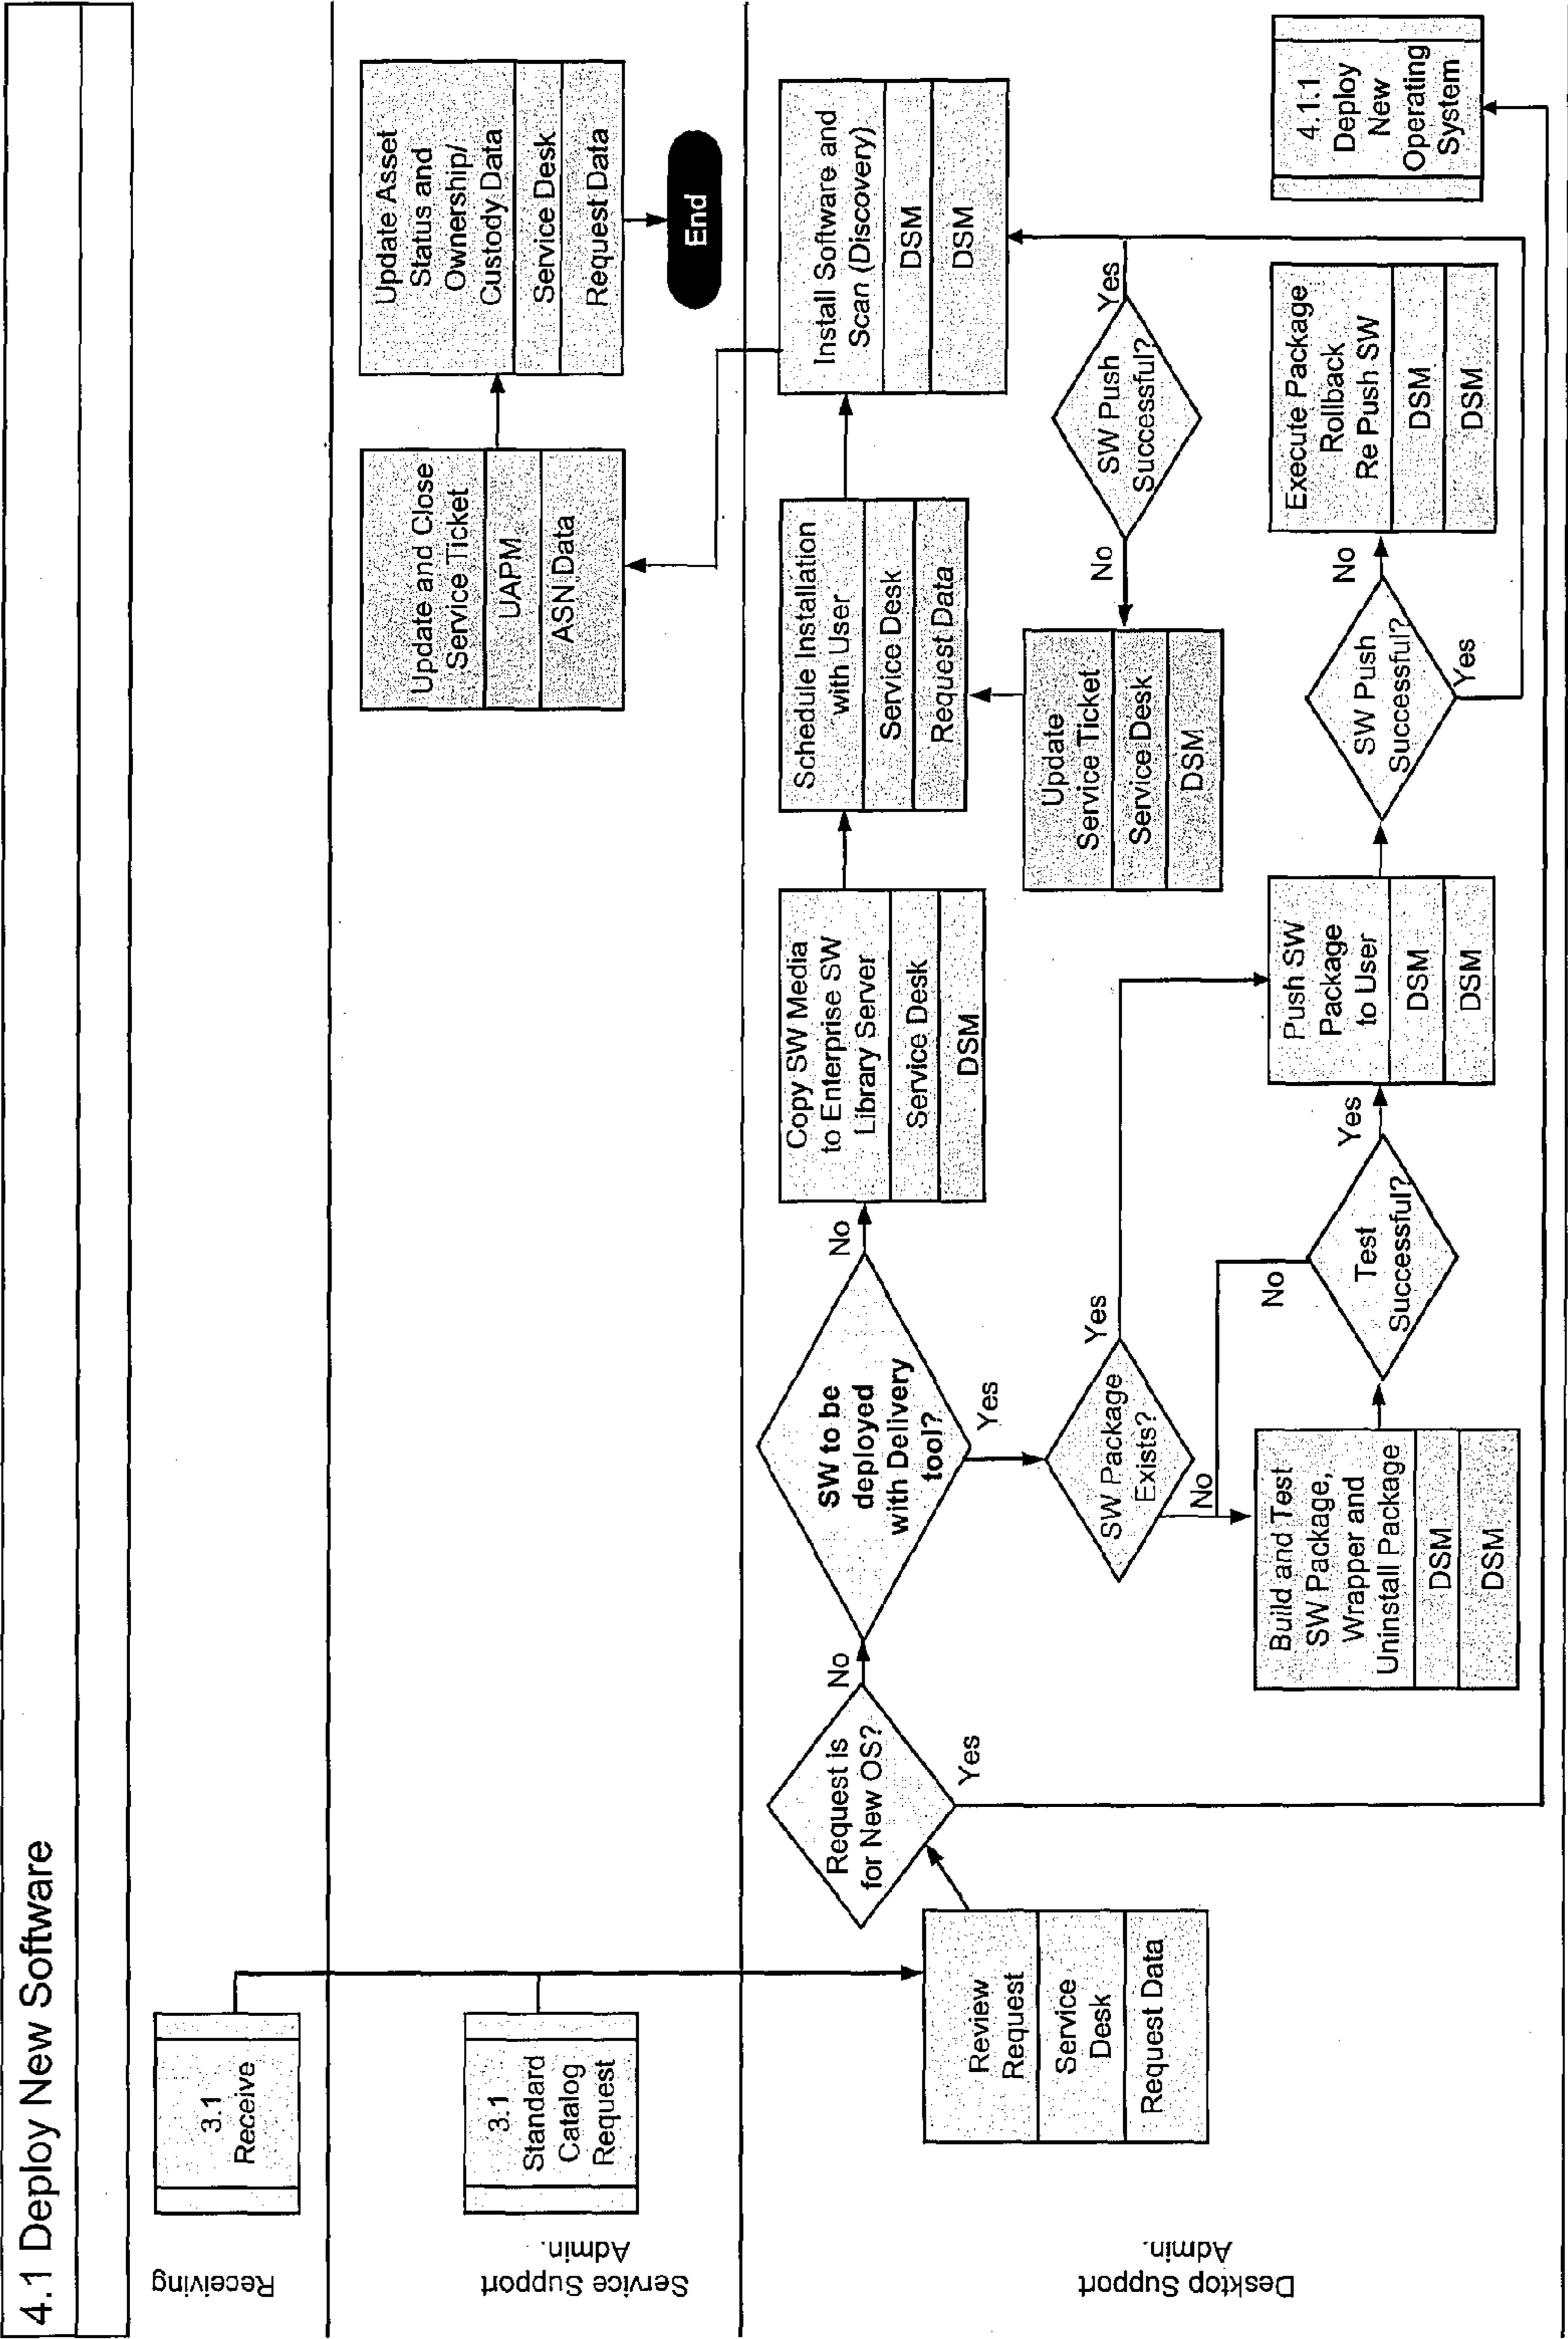 4.1 Deploy New Software
Receiving
3.1
Receive
Service Support
Admin.
3.1
Standard
Catalog
Request
Update and Close
Service Ticket
UAPM
ASN Data
Update Asset
Status and
Ownership/
Custody Data
Service Desk
Request Data
End
Desktop Support
Admin.
Review
Request
Service
Desk
Request Data
Request is
for New OS?
No
Yes
SW to be
deployed
with Delivery
tool?
No
Yes
Copy SW Media
to Enterprise SW
Library Server
Service Desk
DSM
Schedule Installation
with User
Service Desk
Request Data
Install Software and
Scan (Discovery)
DSM
DSM
SW Package
Exists?
Yes
No
Update
Service Ticket
Service Desk
DSM
No
SW Push
Successful?
Yes
Build and Test
SW Package,
Wrapper and
Uninstall Package
DSM
DSM
Test
Successful?
No
Yes
Push SW
Package
to User
DSM
DSM
SW Push
Successful?
No
Yes
Execute Package
Rollback
Re Push SW
DSM
DSM
4.1.1
Deploy
New
Operating
System